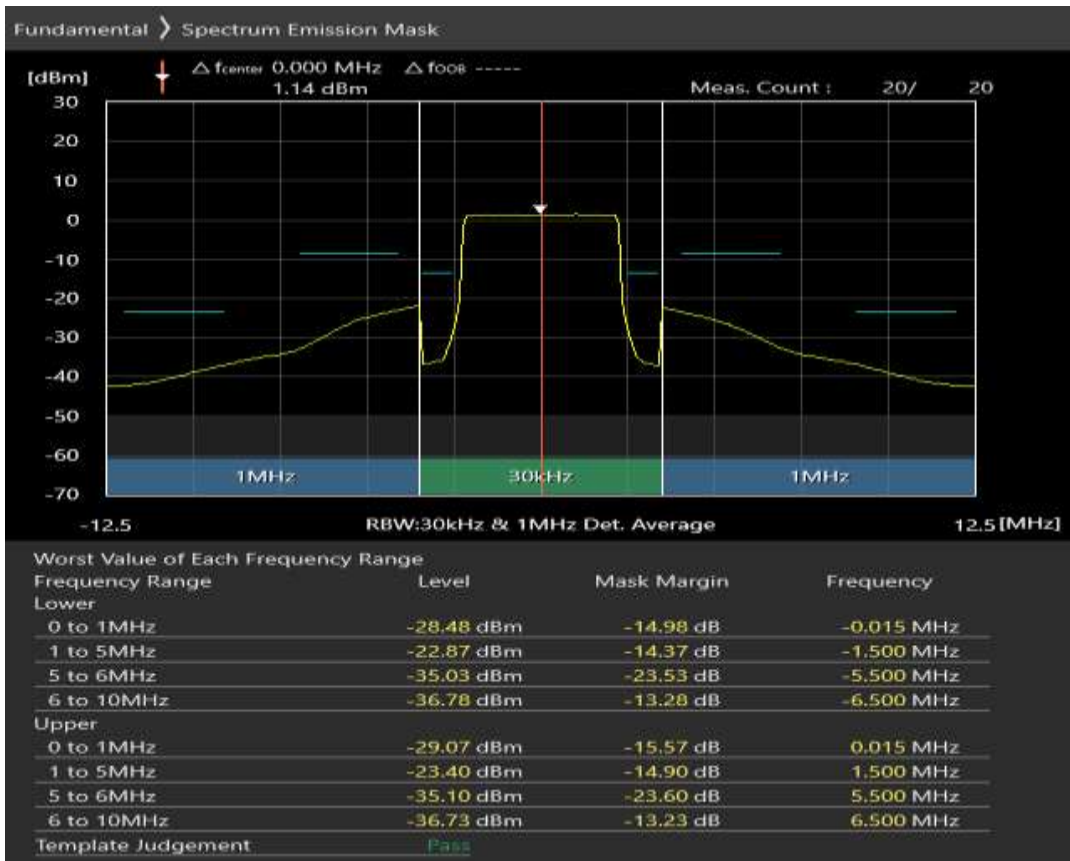 Fundamental ❯ Spectrum Emission Mask
[dBm] △ fcenter 0.000 MHz △ fOOB -----
1.14 dBm Meas. Count : 20/ 20
30
20
10
0
-10
-20
-30
-40
-50
-60
1MHz 30kHz 1MHz
-70
-12.5 RBW:30kHz & 1MHz Det. Average 12.5 [MHz]
Worst Value of Each Frequency Range
Frequency Range Level Mask Margin Frequency
Lower
0 to 1MHz -28.48 dBm -14.98 dB -0.015 MHz
1 to 5MHz -22.87 dBm -14.37 dB -1.500 MHz
5 to 6MHz -35.03 dBm -23.53 dB -5.500 MHz
6 to 10MHz -36.78 dBm -13.28 dB -6.500 MHz
Upper
0 to 1MHz -29.07 dBm -15.57 dB 0.015 MHz
1 to 5MHz -23.40 dBm -14.90 dB 1.500 MHz
5 to 6MHz -35.10 dBm -23.60 dB 5.500 MHz
6 to 10MHz -36.73 dBm -13.23 dB 6.500 MHz
Template Judgement Pass